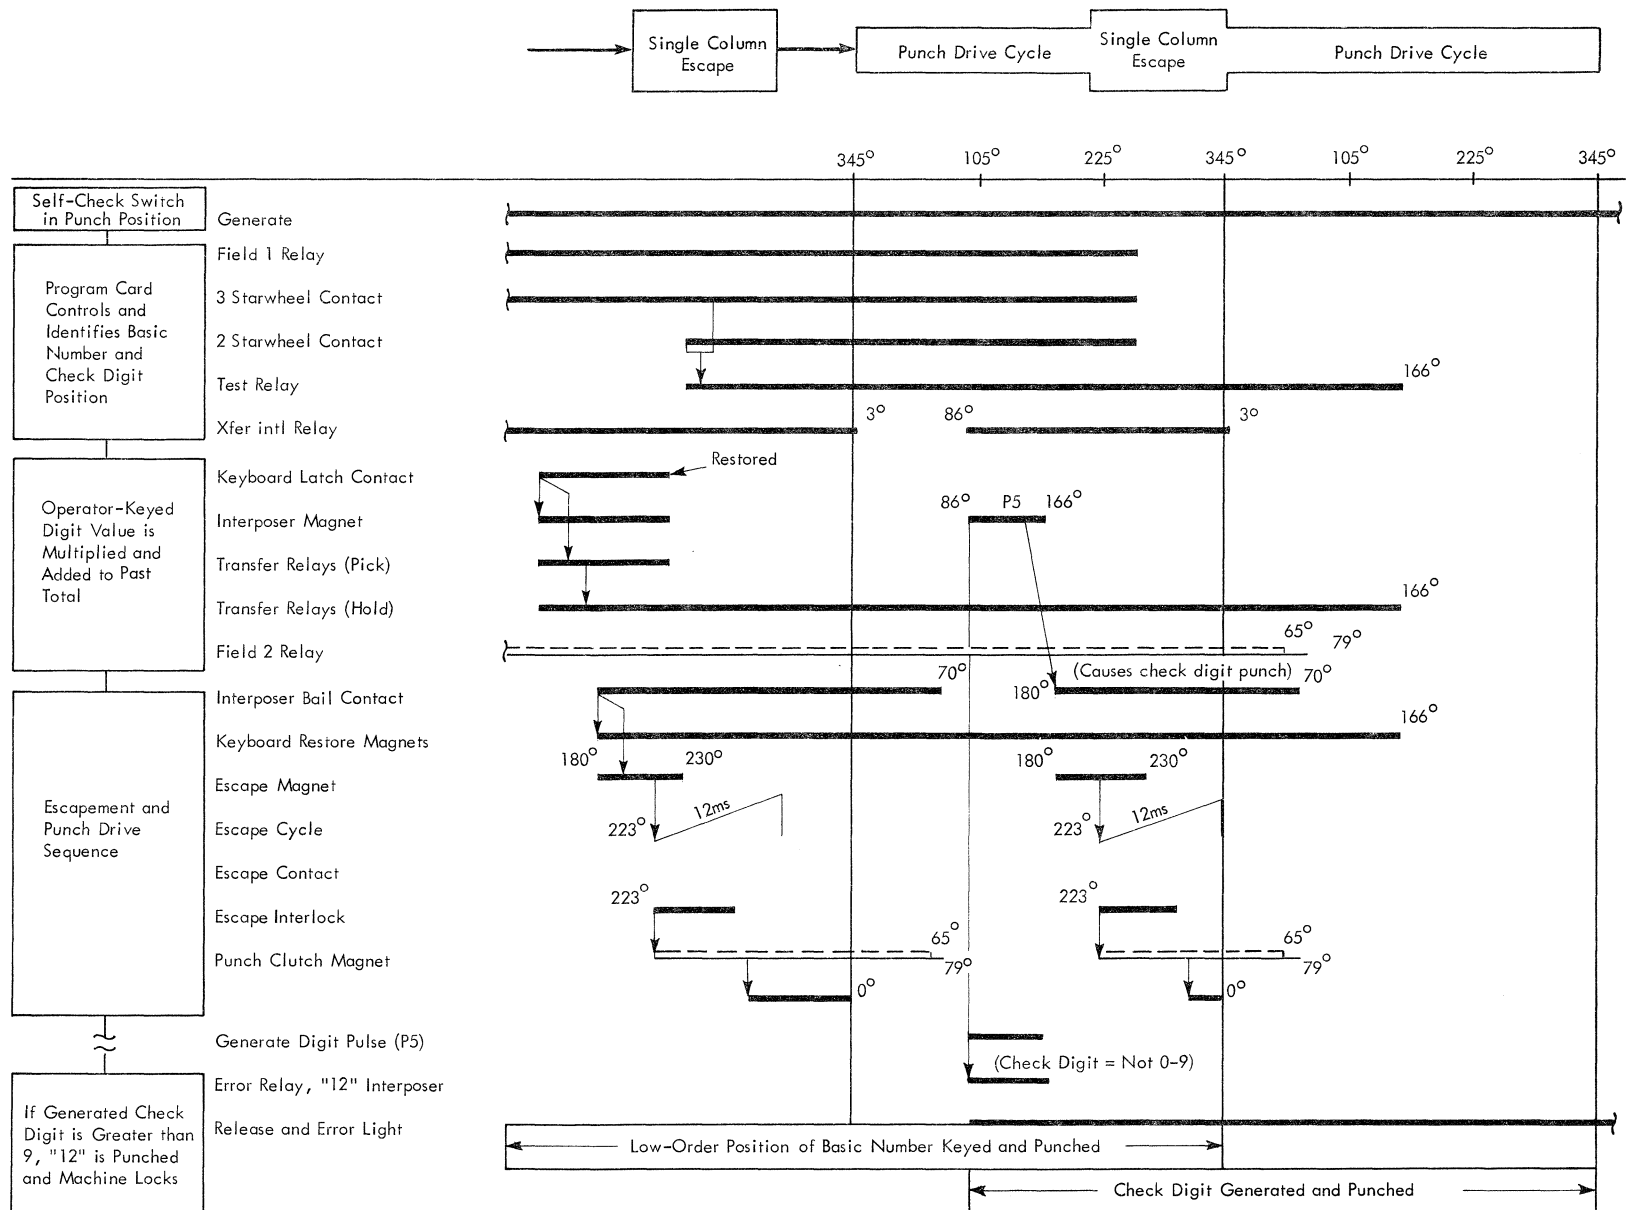 Single Column
Escape
Punch Drive Cycle
Single Column
Escape
Punch Drive Cycle
345° 105° 225° 345° 105° 225° 345°
Self-Check Switch
in Punch Position
Generate
Program Card
Controls and
Identifies Basic
Number and
Check Digit
Position
Field 1 Relay
3 Starwheel Contact
2 Starwheel Contact
Test Relay
166°
Xfer intl Relay
3° 86° 3°
Operator-Keyed
Digit Value is
Multiplied and
Added to Past
Total
Keyboard Latch Contact
Restored
Interposer Magnet
86° P5 166°
Transfer Relays (Pick)
Transfer Relays (Hold)
166°
Field 2 Relay
65° 79°
(Causes check digit punch)
Escapement and
Punch Drive
Sequence
Interposer Bail Contact
70° 180° 70°
Keyboard Restore Magnets
166°
Escape Magnet
180° 230° 180° 230°
Escape Cycle
223° 12ms 223° 12ms
Escape Contact
Escape Interlock
223° 223°
Punch Clutch Magnet
65° 79° 65° 79°
0° 0°
Generate Digit Pulse (P5)
(Check Digit = Not 0-9)
Error Relay, "12" Interposer
If Generated Check
Digit is Greater than
9, "12" is Punched
and Machine Locks
Release and Error Light
Low-Order Position of Basic Number Keyed and Punched
Check Digit Generated and Punched